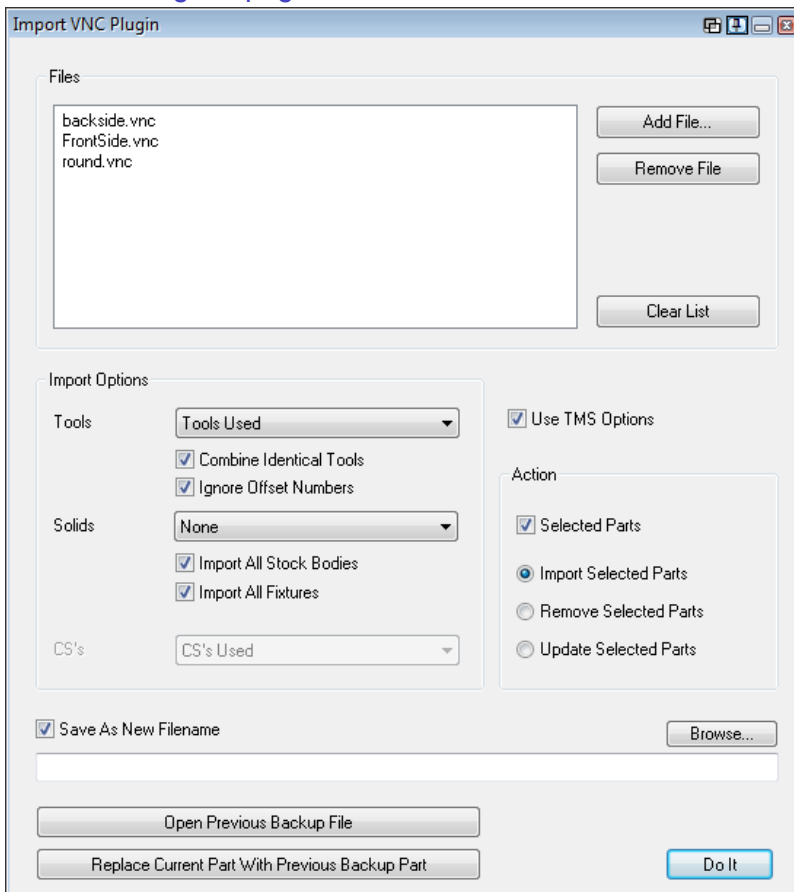 Import VNC Plugin
Files
backside.vnc
FrontSide.vnc
round.vnc
Add File...
Remove File
Clear List
Import Options
Tools
Tools Used
Combine Identical Tools
Ignore Offset Numbers
Solids
None
Import All Stock Bodies
Import All Fixtures
CS's
CS's Used
Use TMS Options
Action
Selected Parts
Import Selected Parts
Remove Selected Parts
Update Selected Parts
Save As New Filename
Browse...
Open Previous Backup File
Replace Current Part With Previous Backup Part
Do It